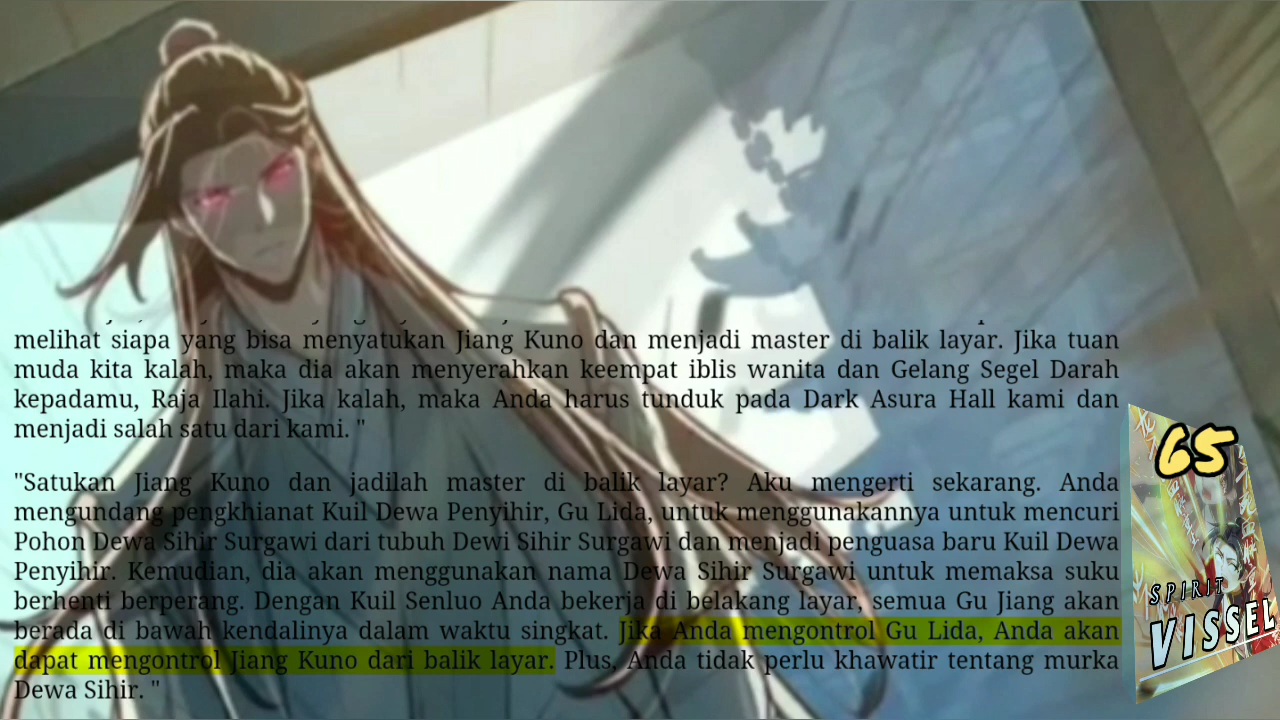 melihat siapa yang bisa menyatukan Jiang Kuno dan menjadi master di balik layar. Jika tuan
muda kita kalah, maka dia akan menyerahkan keempat iblis wanita dan Gelang Segel Darah
kepadamu, Raja Ilahi. Jika kalah, maka Anda harus tunduk pada Dark Asura Hall kami dan
menjadi salah satu dari kami. "
"Satukan Jiang Kuno dan jadilah master di balik layar? Aku mengerti sekarang. Anda
mengundang pengkhianat Kuil Dewa Penyihir, Gu Lida, untuk menggunakannya untuk mencuri
Pohon Dewa Sihir Surgawi dari tubuh Dewi Sihir Surgawi dan menjadi penguasa baru Kuil Dewa
Penyihir. Kemudian, dia akan menggunakan nama Dewa Sihir Surgawi untuk memaksa suku
berhenti berperang. Dengan Kuil Senluo Anda bekerja di belakang layar, semua Gu Jiang akan
berada di bawah kendalinya dalam waktu singkat. Jika Anda mengontrol Gu Lida, Anda akan
dapat mengontrol Jiang Kuno dari balik layar. Plus, Anda tidak perlu khawatir tentang murka
Dewa Sihir. "
65
SPIRIT
VISSEL